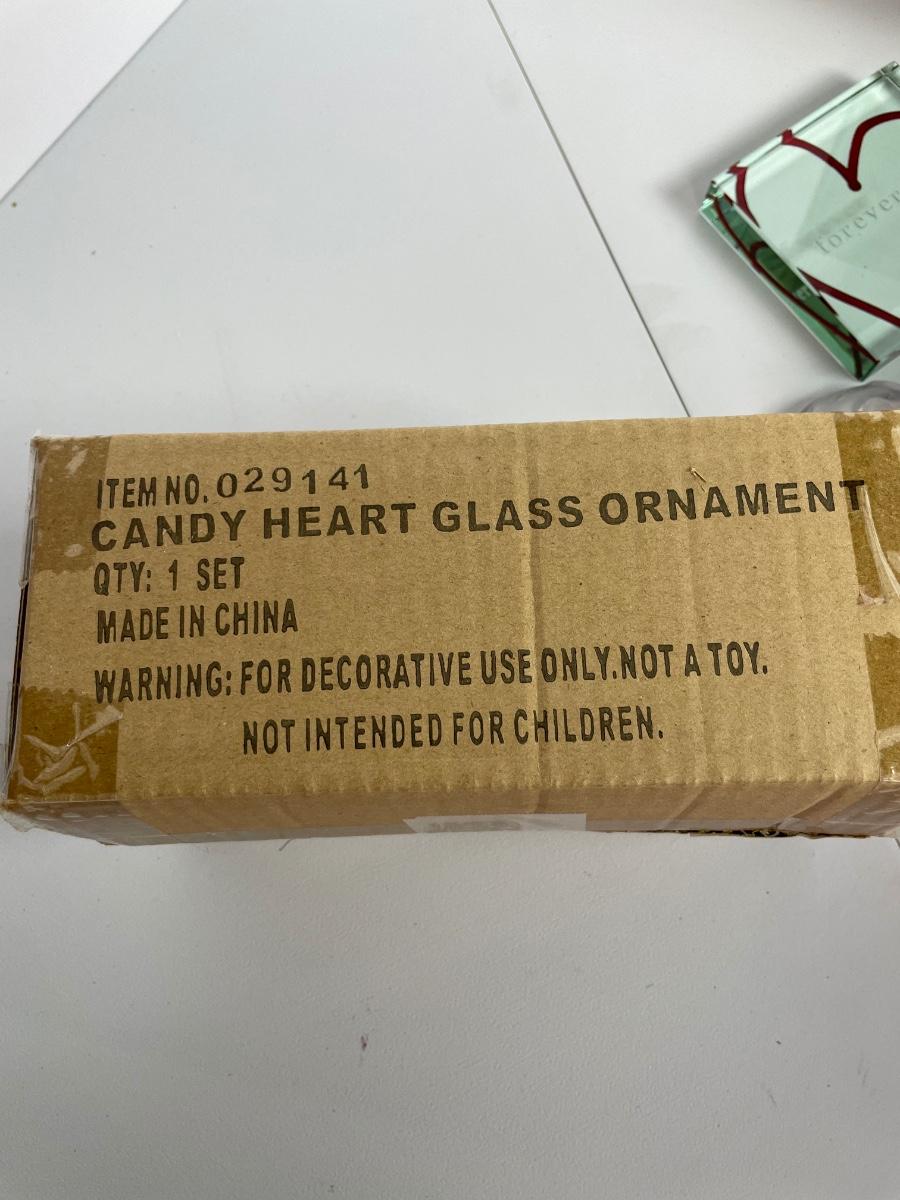 forever
ITEM NO. 029141
CANDY HEART GLASS ORNAMENT
QTY: 1 SET
MADE IN CHINA
WARNING: FOR DECORATIVE USE ONLY.NOT A TOY.
NOT INTENDED FOR CHILDREN.